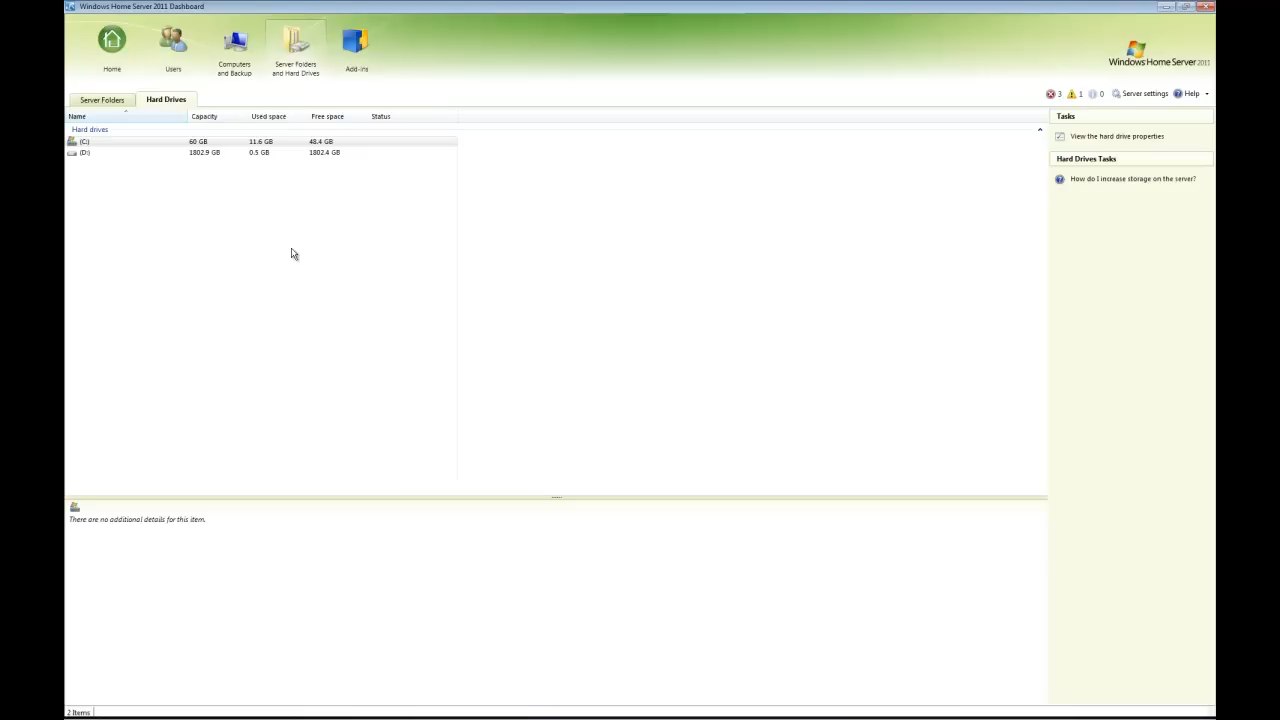 Windows Home Server 2011 Dashboard
Home
Users
Computers
and Backup
Server Folders
and Hard Drives
Add-ins
Windows Home Server 2011
Server Folders
Hard Drives
3
1
0
Server settings
Help
Name
Capacity
Used space
Free space
Status
Hard drives
(C:)
60 GB
11.6 GB
48.4 GB
(D:)
1802.9 GB
0.5 GB
1802.4 GB
Tasks
View the hard drive properties
Hard Drives Tasks
How do I increase storage on the server?
There are no additional details for this item.
2 Items